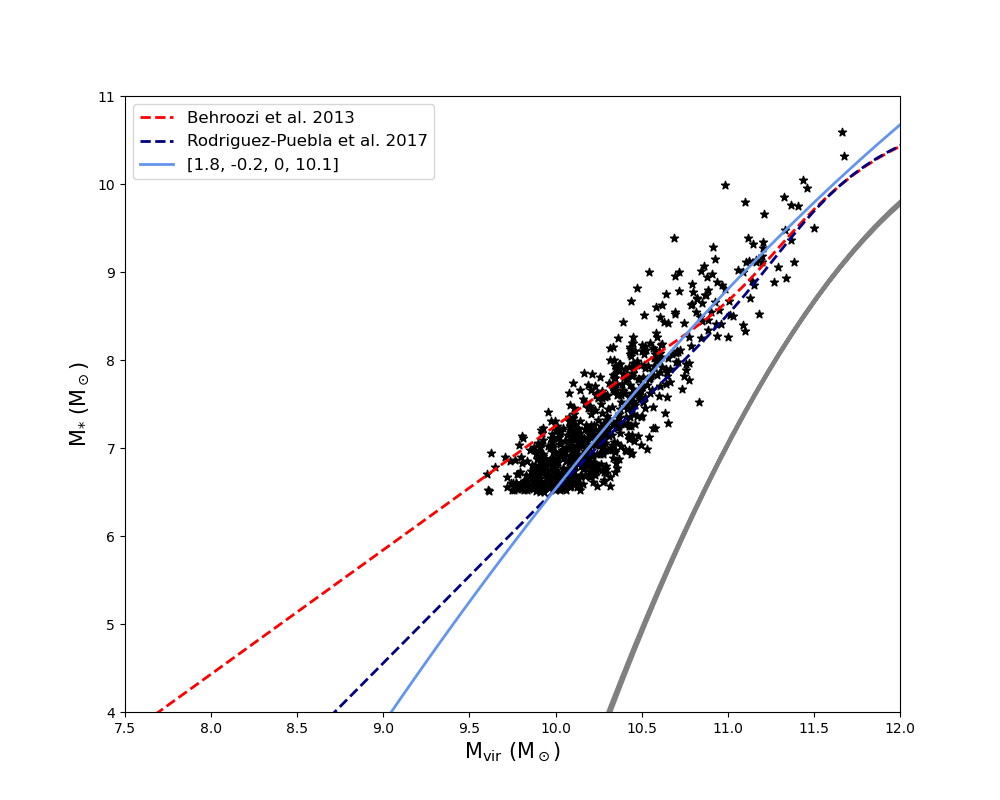 11
10
9
8
7
6
5
4
M* (M⊙)
Behroozi et al. 2013
Rodriguez-Puebla et al. 2017
[1.8, -0.2, 0, 10.1]
7.5 8.0 8.5 9.0 9.5 10.0 10.5 11.0 11.5 12.0
Mvir (M⊙)